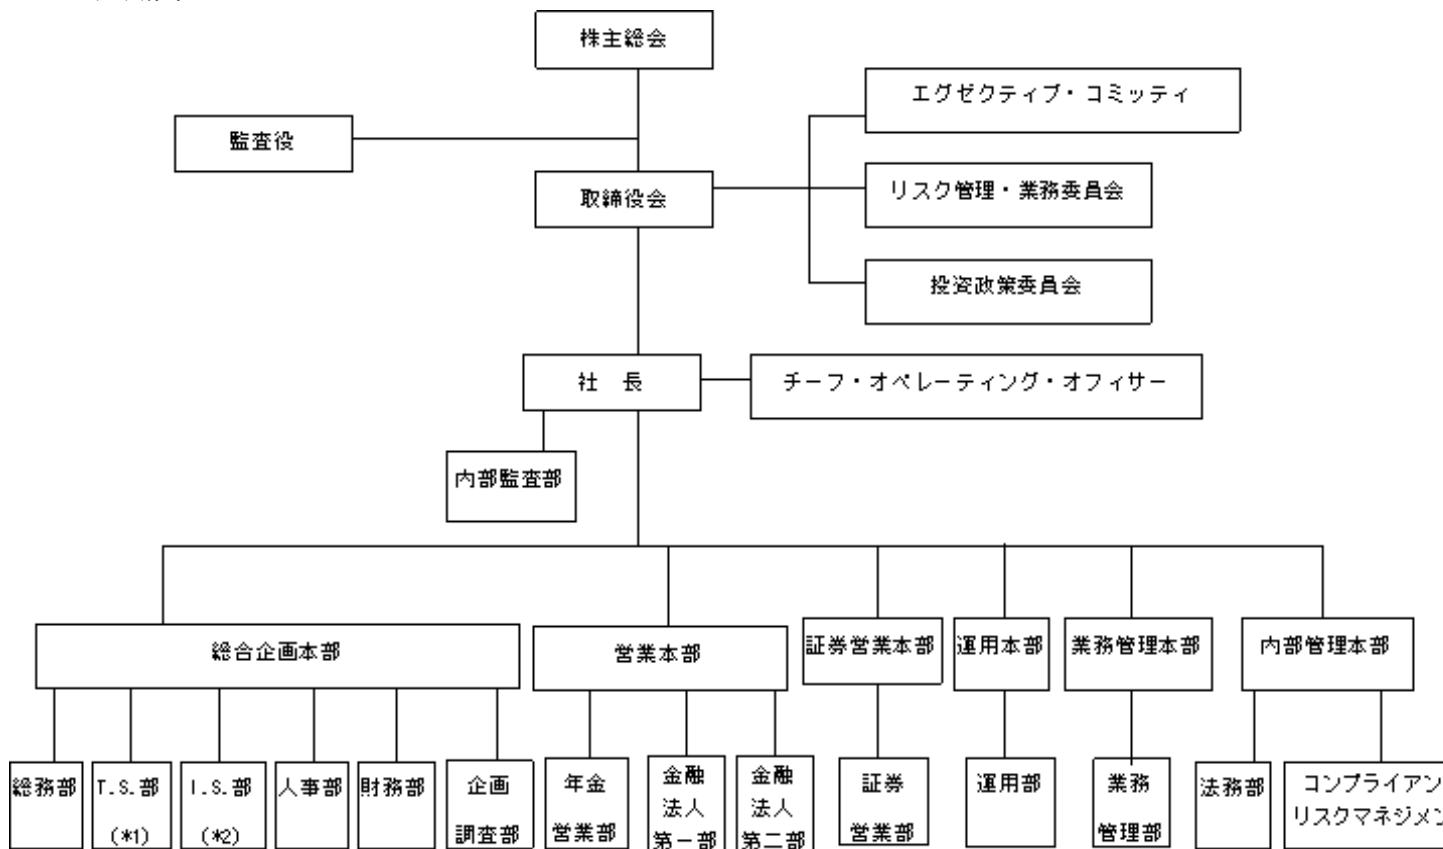 株主総会
エグゼクティブ・コミッティ
監査役
リスク管理・業務委員会
取締役会
投資政策委員会
社 長
チーフ・オペレーティング・オフィサー
内部監査部
総合企画本部
営業本部
証券営業本部
運用本部
業務管理本部
内部管理本部
総務部
T.S.部
(*1)
I.S.部
(*2)
人事部
財務部
企画
調査部
年金
営業部
金融
法人
第一部
金融
法人
第二部
証券
営業部
運用部
業務
管理部
法務部
コンプライアン
リスクマネジメン